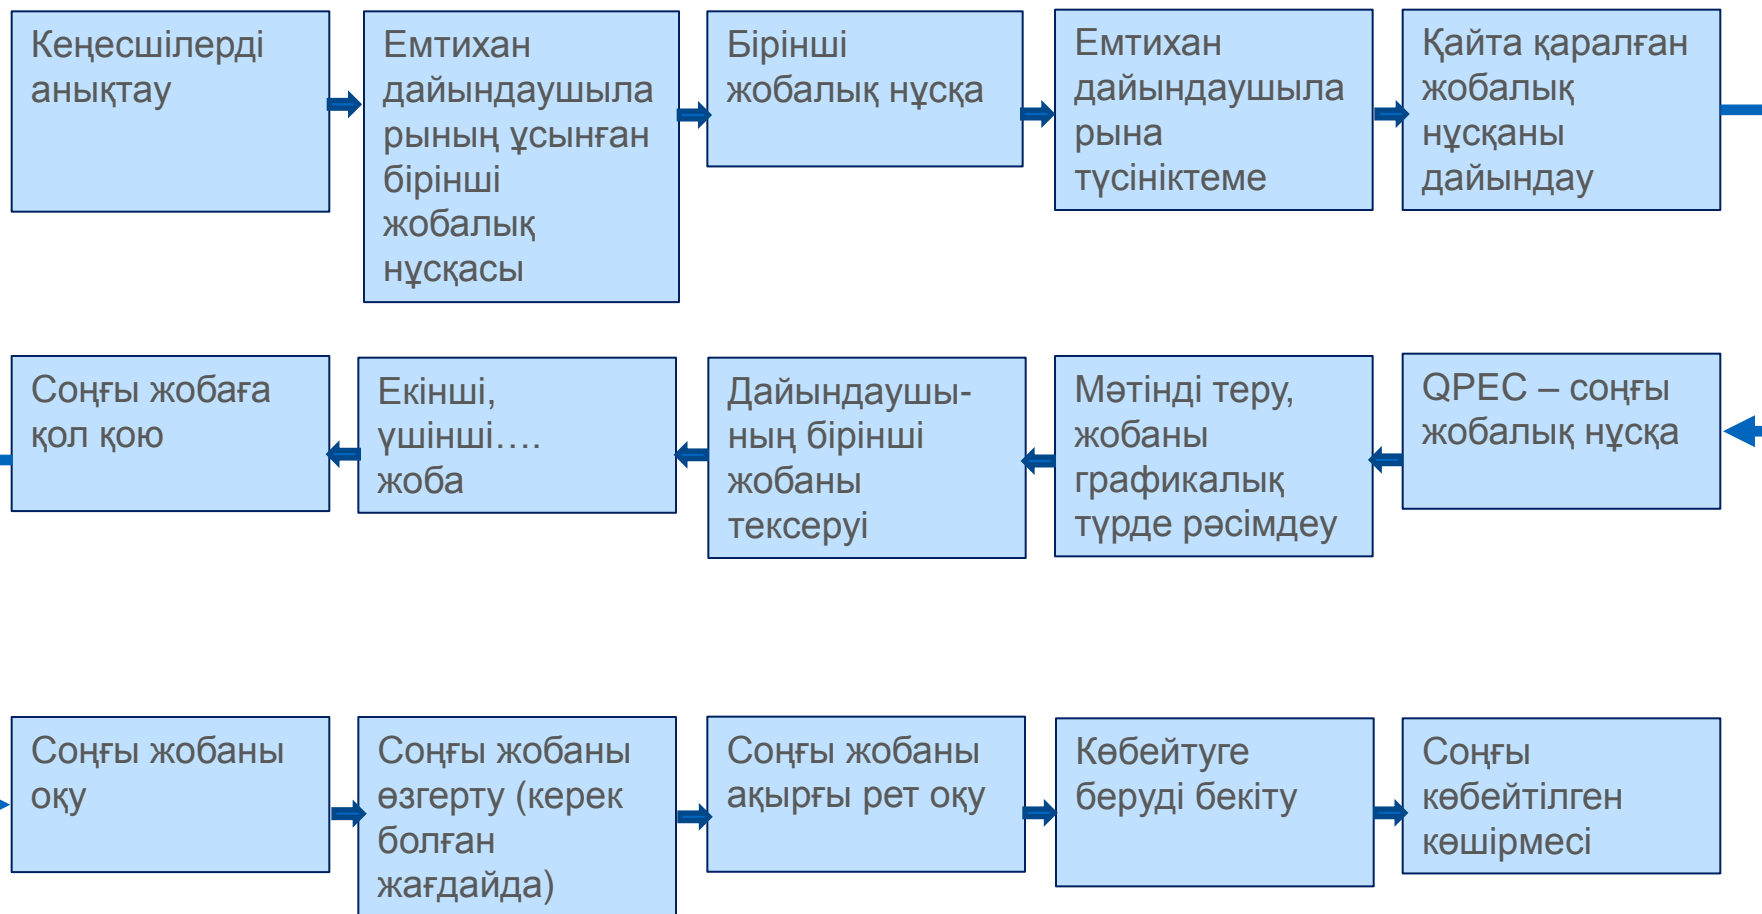 Кеңесшілерді
анықтау
Емтихан
дайындаушыла
рының ұсынған
бірінші
жобалық
нұсқасы
Бірінші
жобалық нұсқа
Емтихан
дайындаушыла
рына
түсініктеме
Қайта қаралған
жобалық
нұсқаны
дайындау
Соңғы жобаға
қол қою
Екінші,
үшінші....
жоба
Дайындаушы-
ның бірінші
жобаны
тексеруі
Мәтінді теру,
жобаны
графикалық
түрде рәсімдеу
QPEC – соңғы
жобалық нұсқа
Соңғы жобаны
оқу
Соңғы жобаны
өзгерту (керек
болған
жағдайда)
Соңғы жобаны
ақырғы рет оқу
Көбейтуге
беруді бекіту
Соңғы
көбейтілген
көшірмесі